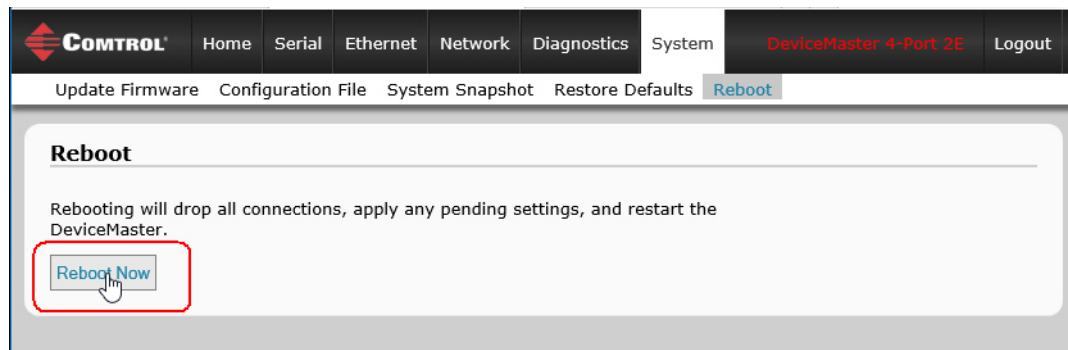 COMTROL Home Serial Ethernet Network Diagnostics System DeviceMaster 4-Port 2E Logout
Update Firmware Configuration File System Snapshot Restore Defaults Reboot
Reboot
Rebooting will drop all connections, apply any pending settings, and restart the
DeviceMaster.
Reboot Now